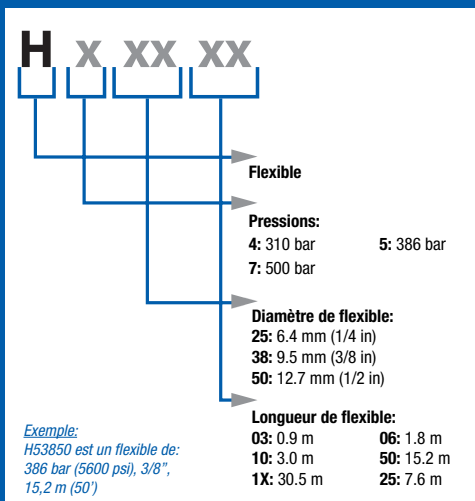 H x xx xx
Flexible
Pressions:
4: 310 bar 5: 386 bar
7: 500 bar
Diamètre de flexible:
25: 6.4 mm (1/4 in)
38: 9.5 mm (3/8 in)
50: 12.7 mm (1/2 in)
Longueur de flexible:
03: 0.9 m 06: 1.8 m
10: 3.0 m 50: 15.2 m
1X: 30.5 m 25: 7.6 m
Exemple:
H53850 est un flexible de:
386 bar (5600 psi), 3/8”,
15,2 m (50’)